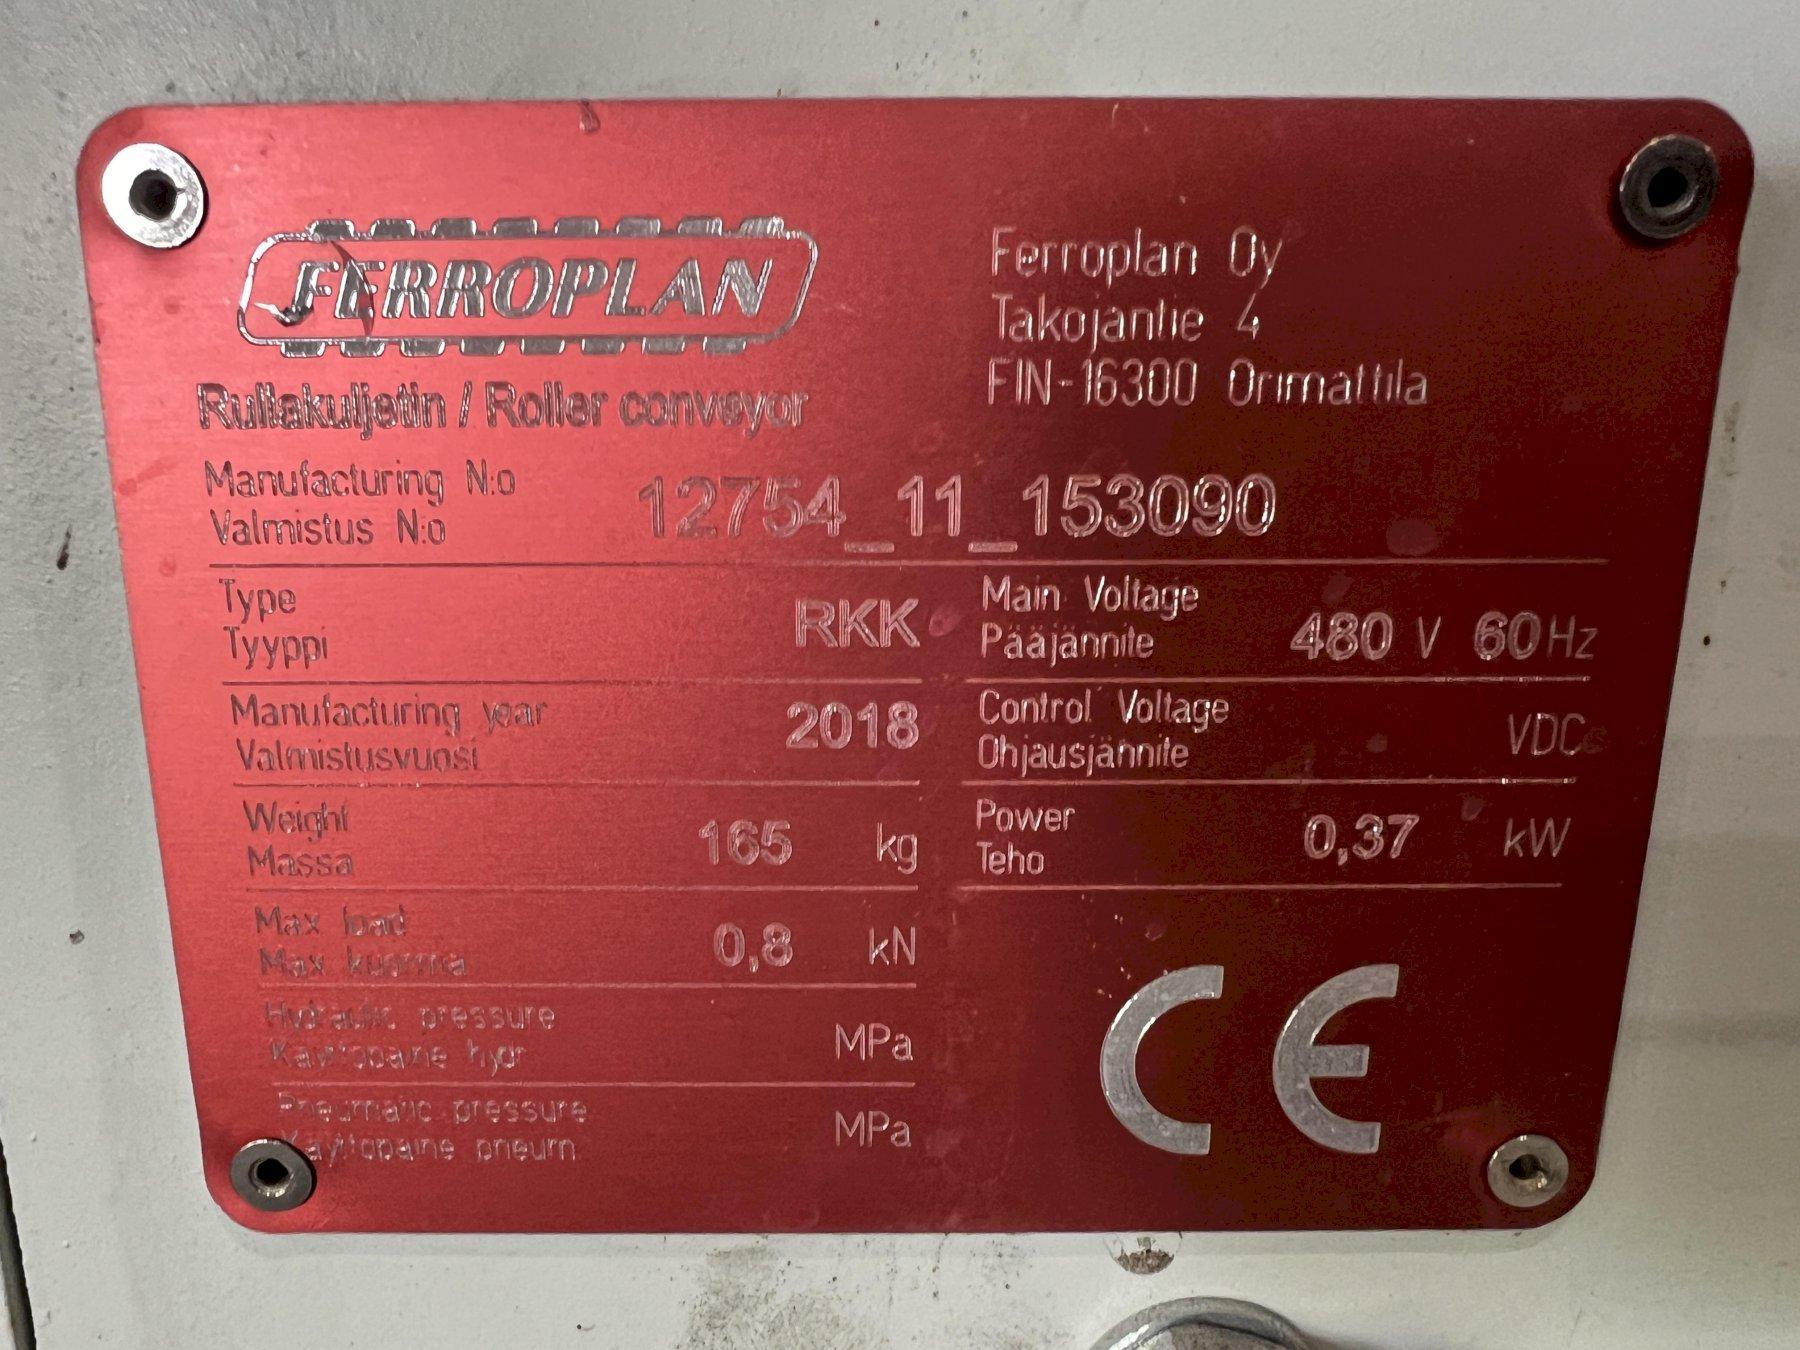 FERROPLAN
Ferroplan Oy
Takojantie 4
FIN-16300 Orimattila
Rullakuljetin / Roller conveyor
Manufacturing N:o
Valmistus N:o
12754_11_153090
Type
Tyyppi
RKK
Main Voltage
Pääjännite
480 V 60Hz
Manufacturing year
Valmistusvuosi
2018
Control Voltage
Ohjausjännite
VDC
Weight
Massa
165 kg
Power
Teho
0,37 kW
Max load
Max kuorma
0,8 kN
Hydraulic pressure
Käyttöpaine hydr
MPa
Pneumatic pressure
Käyttöpaine pneum.
MPa
CE